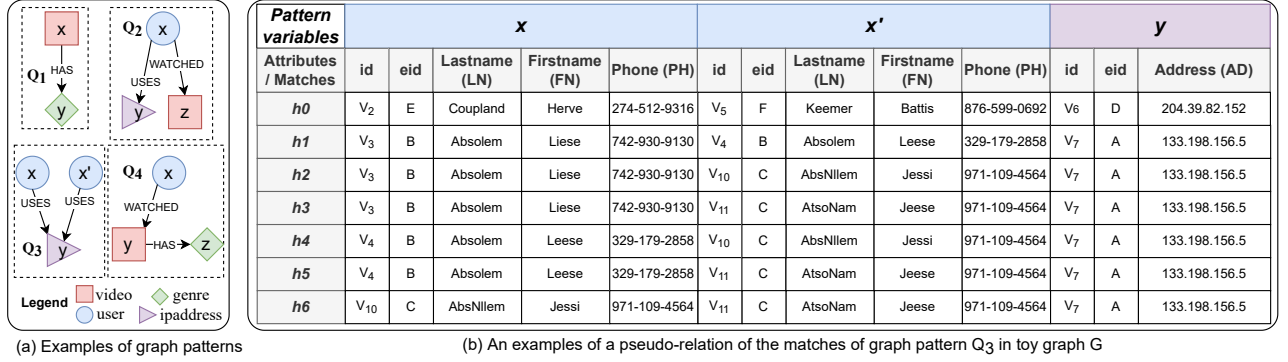 x
HAS
Q1
y
Q2
x
WATCHED
USES
y
z
x
x'
USES
USES
Q3
y
Q4
x
WATCHED
y
HAS
z
Legend
video
genre
user
ipaddress
(a) Examples of graph patterns
Pattern variables x x' y
Attributes / Matches id eid Lastname (LN) Firstname (FN) Phone (PH) id eid Lastname (LN) Firstname (FN) Phone (PH) id eid Address (AD)
h0 V2 E Coupland Herve 274-512-9316 V5 F Keemer Battis 876-599-0692 V6 D 204.39.82.152
h1 V3 B Absolem Liese 742-930-9130 V4 B Absolem Leese 329-179-2858 V7 A 133.198.156.5
h2 V3 B Absolem Liese 742-930-9130 V10 C AbsNllem Jessi 971-109-4564 V7 A 133.198.156.5
h3 V3 B Absolem Liese 742-930-9130 V11 C AtsoNam Jeese 971-109-4564 V7 A 133.198.156.5
h4 V4 B Absolem Leese 329-179-2858 V10 C AbsNllem Jessi 971-109-4564 V7 A 133.198.156.5
h5 V4 B Absolem Leese 329-179-2858 V11 C AtsoNam Jeese 971-109-4564 V7 A 133.198.156.5
h6 V10 C AbsNllem Jessi 971-109-4564 V11 C AtsoNam Jeese 971-109-4564 V7 A 133.198.156.5
(b) An examples of a pseudo-relation of the matches of graph pattern Q3 in toy graph G